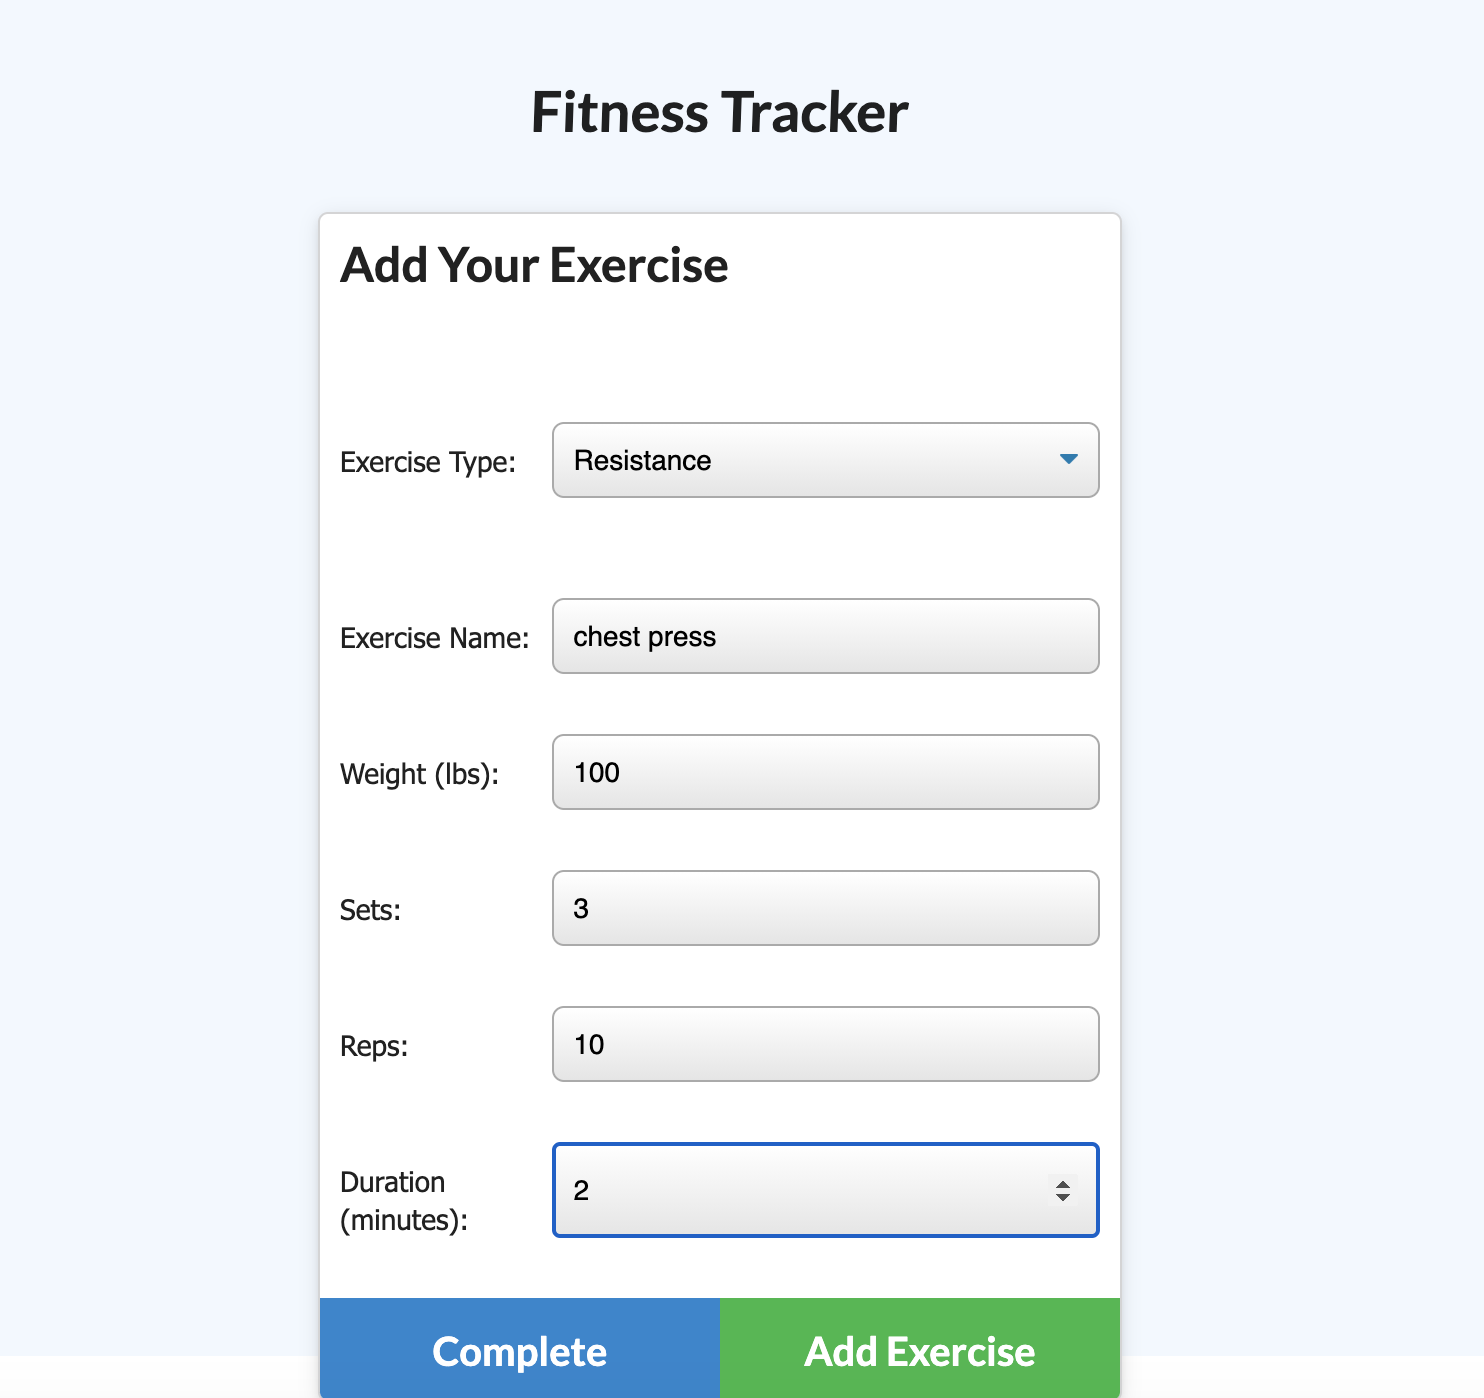 Fitness Tracker
Add Your Exercise
Exercise Type: Resistance
Exercise Name: chest press
Weight (lbs): 100
Sets: 3
Reps: 10
Duration
(minutes): 2
Complete Add Exercise